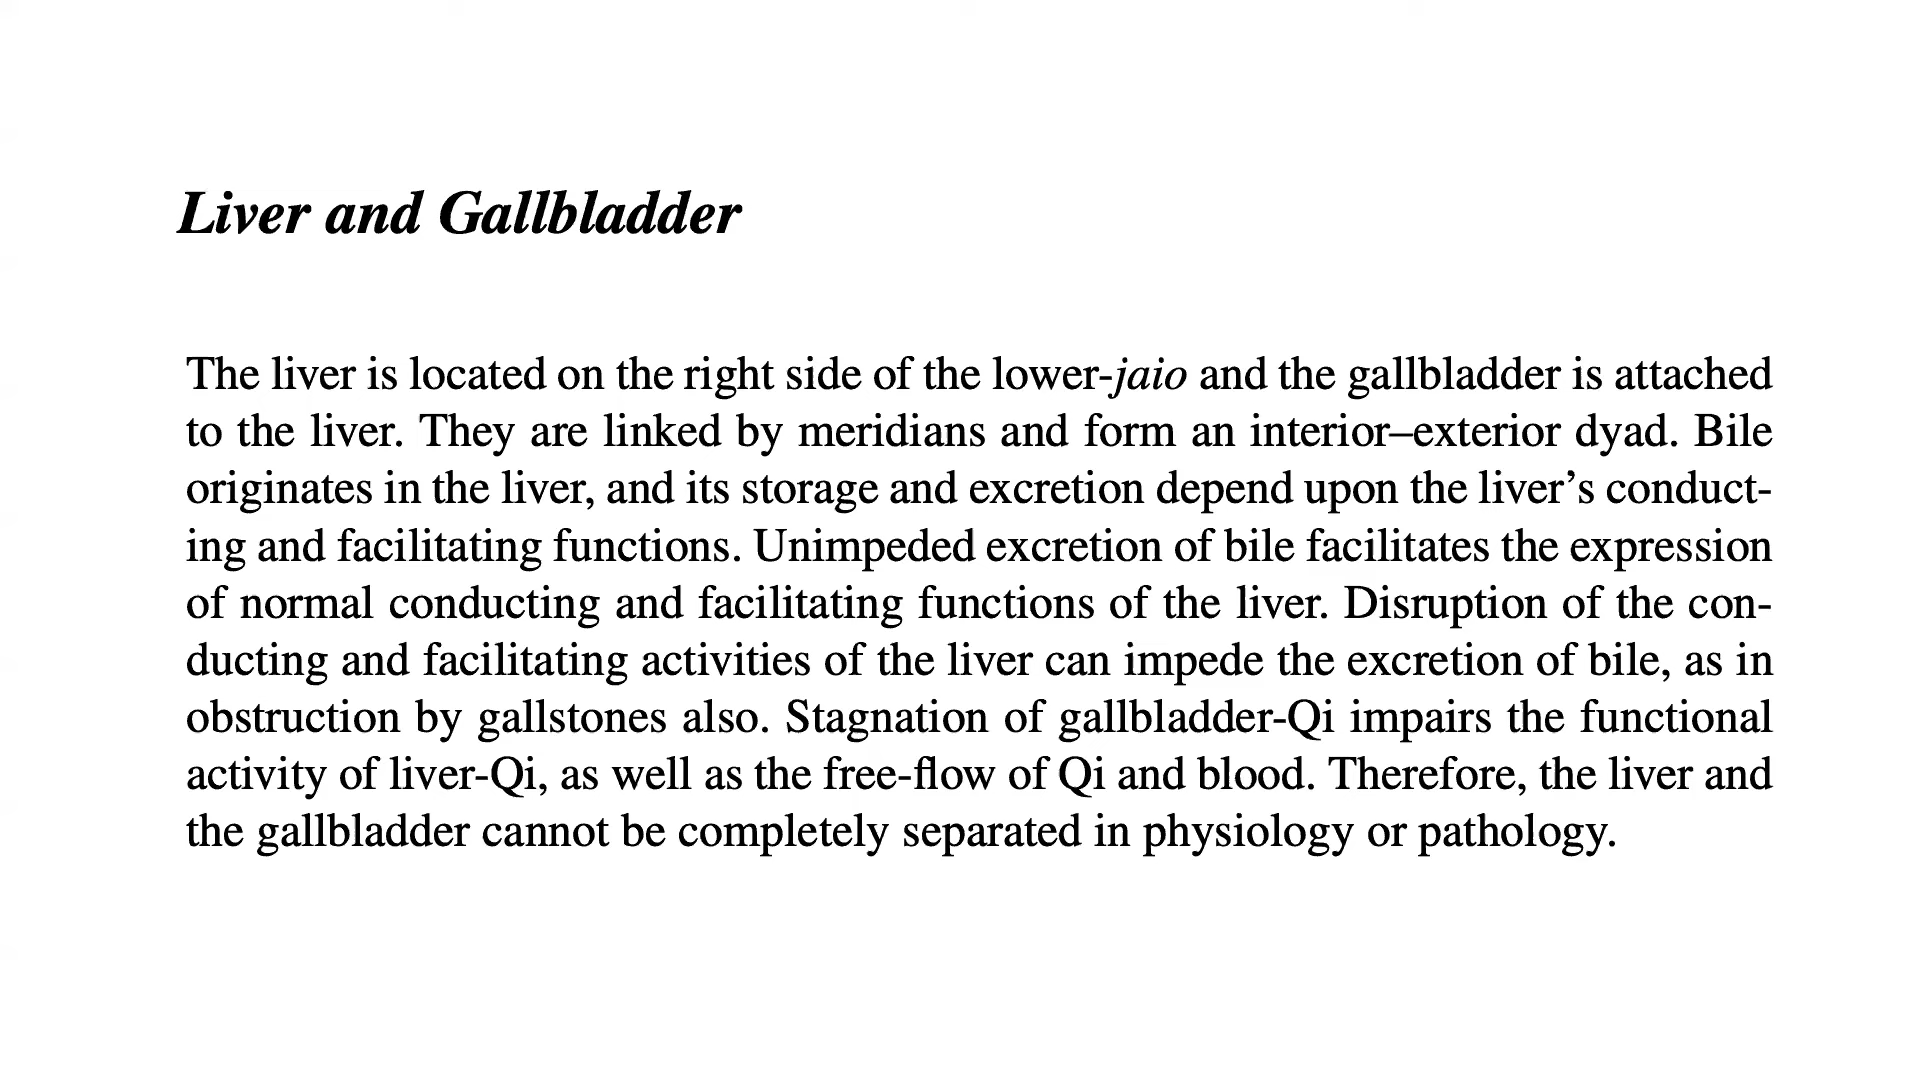 Liver and Gallbladder
The liver is located on the right side of the lower-jaio and the gallbladder is attached
to the liver. They are linked by meridians and form an interior–exterior dyad. Bile
originates in the liver, and its storage and excretion depend upon the liver’s conduct-
ing and facilitating functions. Unimpeded excretion of bile facilitates the expression
of normal conducting and facilitating functions of the liver. Disruption of the con-
ducting and facilitating activities of the liver can impede the excretion of bile, as in
obstruction by gallstones also. Stagnation of gallbladder-Qi impairs the functional
activity of liver-Qi, as well as the free-flow of Qi and blood. Therefore, the liver and
the gallbladder cannot be completely separated in physiology or pathology.